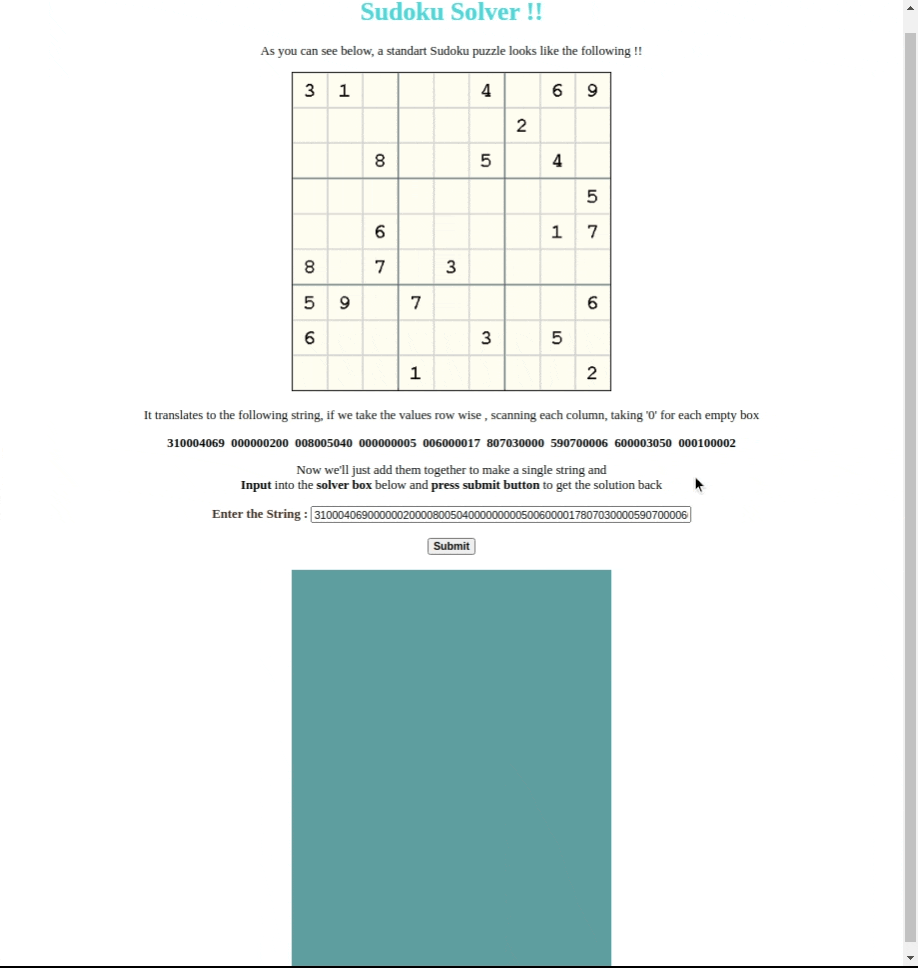 Sudoku Solver !!
As you can see below, a standart Sudoku puzzle looks like the following !!
3 1 4 6 9
2
8 5 4
5
6 1 7
8 7 3
5 9 7 6
6 3 5
1 2
It translates to the following string, if we take the values row wise , scanning each column, taking '0' for each empty box
310004069 000000200 008005040 000000005 006000017 807030000 590700006 600003050 000100002
Now we'll just add them together to make a single string and
Input into the solver box below and press submit button to get the solution back
Enter the String : 310004069000000200008005040000000005006000017807030000590700006
Submit